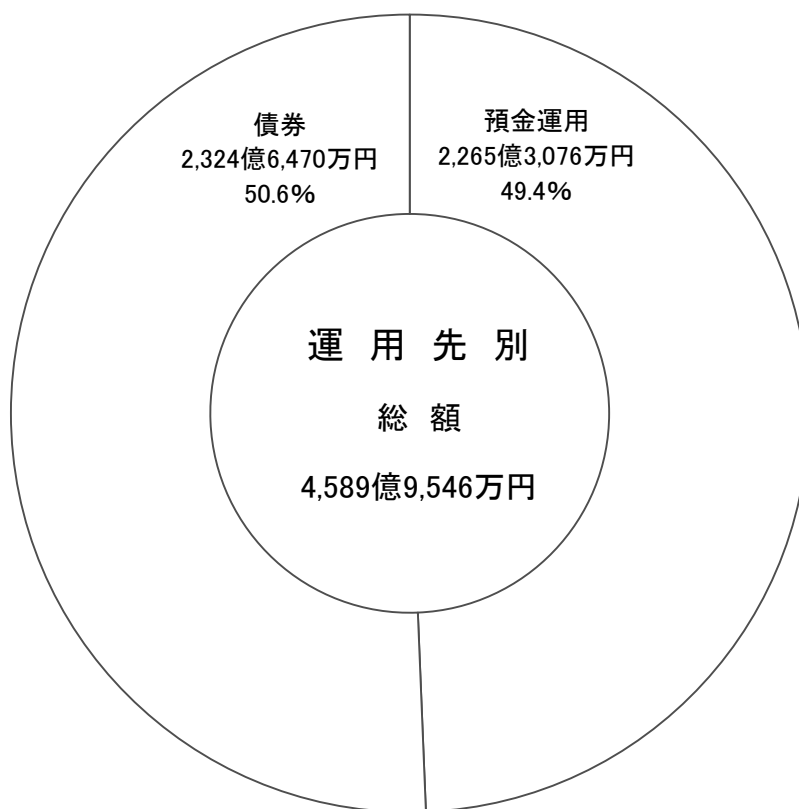 債券
2,324億6,470万円
50.6%
預金運用
2,265億3,076万円
49.4%
運用先別
総額
4,589億9,546万円